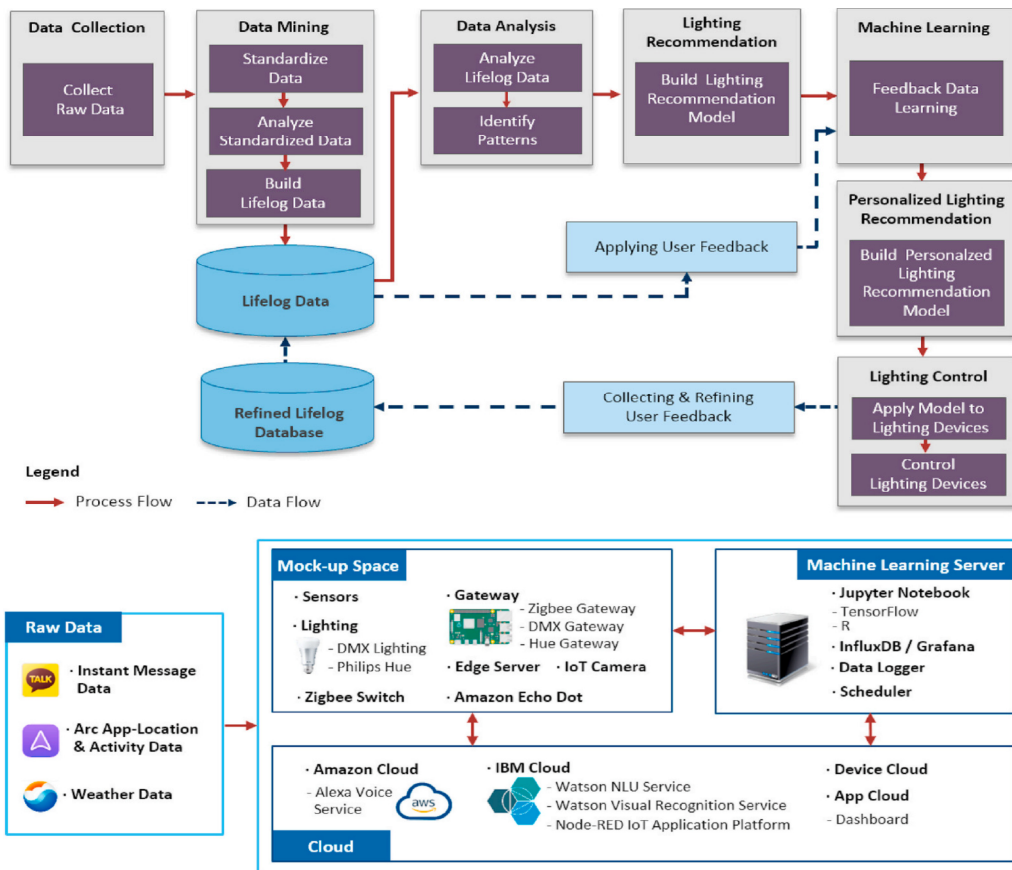 Data Collection
Collect
Raw Data
Data Mining
Standardize
Data
Analyze
Standardized Data
Build
Lifelog Data
Data Analysis
Analyze
Lifelog Data
Identify
Patterns
Lighting
Recommendation
Build Lighting
Recommendation
Model
Machine Learning
Feedback Data
Learning
Personalized Lighting
Recommendation
Build Personalzed
Lighting
Recommendation
Model
Applying User Feedback
Lifelog Data
Refined Lifelog
Database
Collecting & Refining
User Feedback
Lighting Control
Apply Model to
Lighting Devices
Control
Lighting Devices
Legend
Process Flow
Data Flow
Raw Data
TALK
· Instant Message
Data
· Arc App-Location
& Activity Data
· Weather Data
Mock-up Space
· Sensors
· Lighting
- DMX Lighting
- Philips Hue
· Zigbee Switch
· Gateway
- Zigbee Gateway
- DMX Gateway
- Hue Gateway
· Edge Server · IoT Camera
· Amazon Echo Dot
Machine Learning Server
· Jupyter Notebook
- TensorFlow
- R
· InfluxDB / Grafana
· Data Logger
· Scheduler
· Amazon Cloud
- Alexa Voice
Service
aws
· IBM Cloud
- Watson NLU Service
- Watson Visual Recognition Service
- Node-RED IoT Application Platform
· Device Cloud
· App Cloud
- Dashboard
Cloud